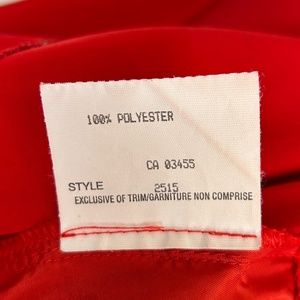 100% POLYESTER
CA 03455
STYLE 2515
EXCLUSIVE OF TRIM/GARNITURE NON COMPRISE